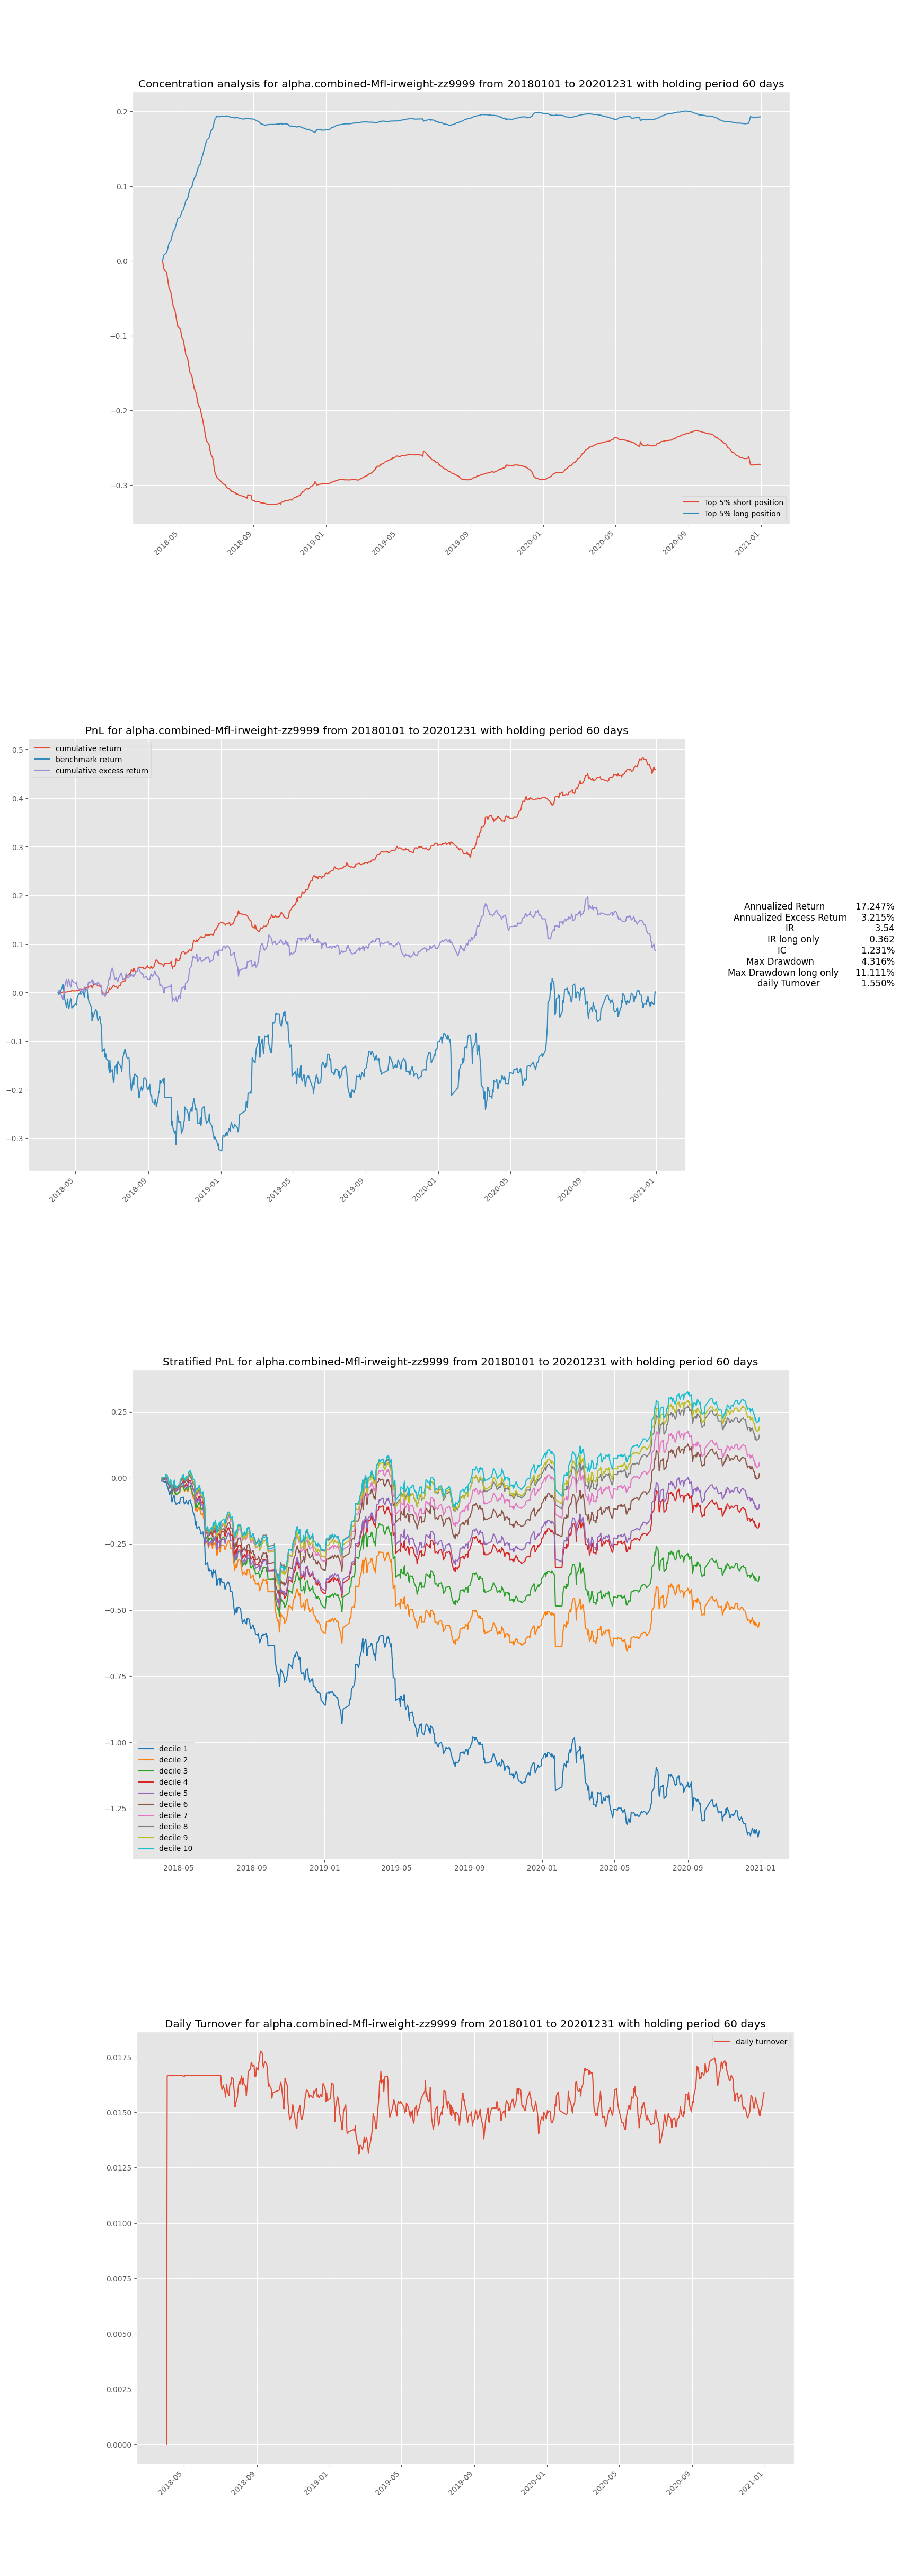 Concentration analysis for alpha.combined-Mfl-irweight-zz9999 from 20180101 to 20201231 with holding period 60 days
0.2
0.1
0.0
−0.1
−0.2
−0.3
Top 5% short position
Top 5% long position
2018-05
2018-09
2019-01
2019-05
2019-09
2020-01
2020-05
2020-09
2021-01
PnL for alpha.combined-Mfl-irweight-zz9999 from 20180101 to 20201231 with holding period 60 days
cumulative return
benchmark return
cumulative excess return
0.5
0.4
0.3
0.2
0.1
0.0
−0.1
−0.2
−0.3
2018-05
2018-09
2019-01
2019-05
2019-09
2020-01
2020-05
2020-09
2021-01
Annualized Return 17.247%
Annualized Excess Return 3.215%
IR 3.54
IR long only 0.362
IC 1.231%
Max Drawdown 4.316%
Max Drawdown long only 11.111%
daily Turnover 1.550%
Stratified PnL for alpha.combined-Mfl-irweight-zz9999 from 20180101 to 20201231 with holding period 60 days
0.25
0.00
−0.25
−0.50
−0.75
−1.00
−1.25
decile 1
decile 2
decile 3
decile 4
decile 5
decile 6
decile 7
decile 8
decile 9
decile 10
2018-05
2018-09
2019-01
2019-05
2019-09
2020-01
2020-05
2020-09
2021-01
Daily Turnover for alpha.combined-Mfl-irweight-zz9999 from 20180101 to 20201231 with holding period 60 days
daily turnover
0.0175
0.0150
0.0125
0.0100
0.0075
0.0050
0.0025
0.0000
2018-05
2018-09
2019-01
2019-05
2019-09
2020-01
2020-05
2020-09
2021-01